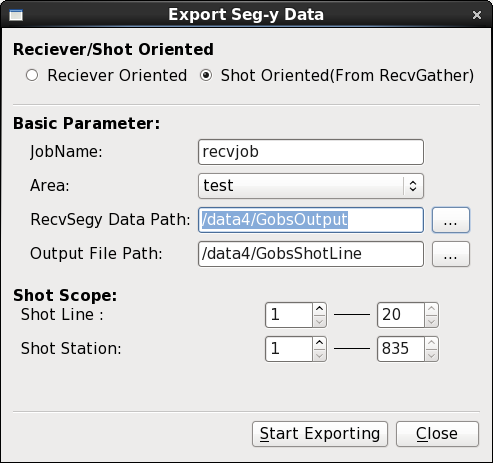 Export Seg-y Data
Reciever/Shot Oriented
Reciever Oriented Shot Oriented(From RecvGather)
Basic Parameter:
JobName: recvjob
Area: test
RecvSegy Data Path: /data4/GobsOutput ...
Output File Path: /data4/GobsShotLine ...
Shot Scope:
Shot Line : 1 20
Shot Station: 1 835
Start Exporting Close